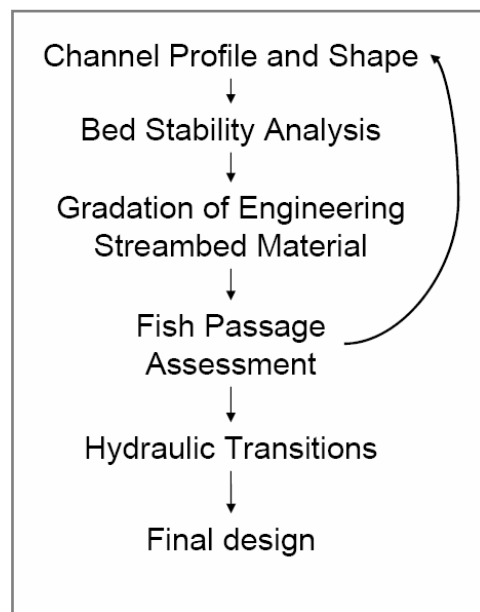 Channel Profile and Shape
Bed Stability Analysis
Gradation of Engineering
Streambed Material
Fish Passage
Assessment
Hydraulic Transitions
Final design